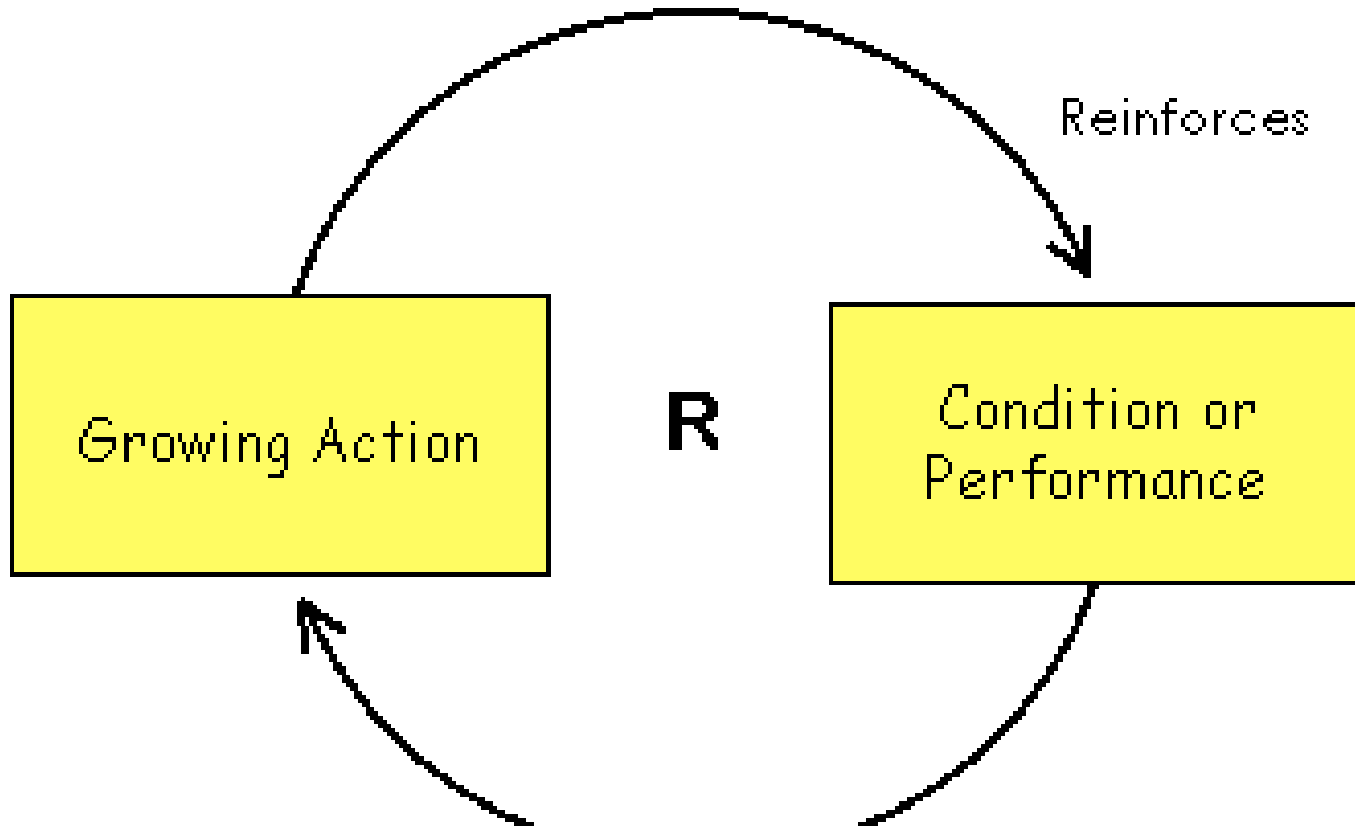 Reinforces
Growing Action
R
Condition or
Performance